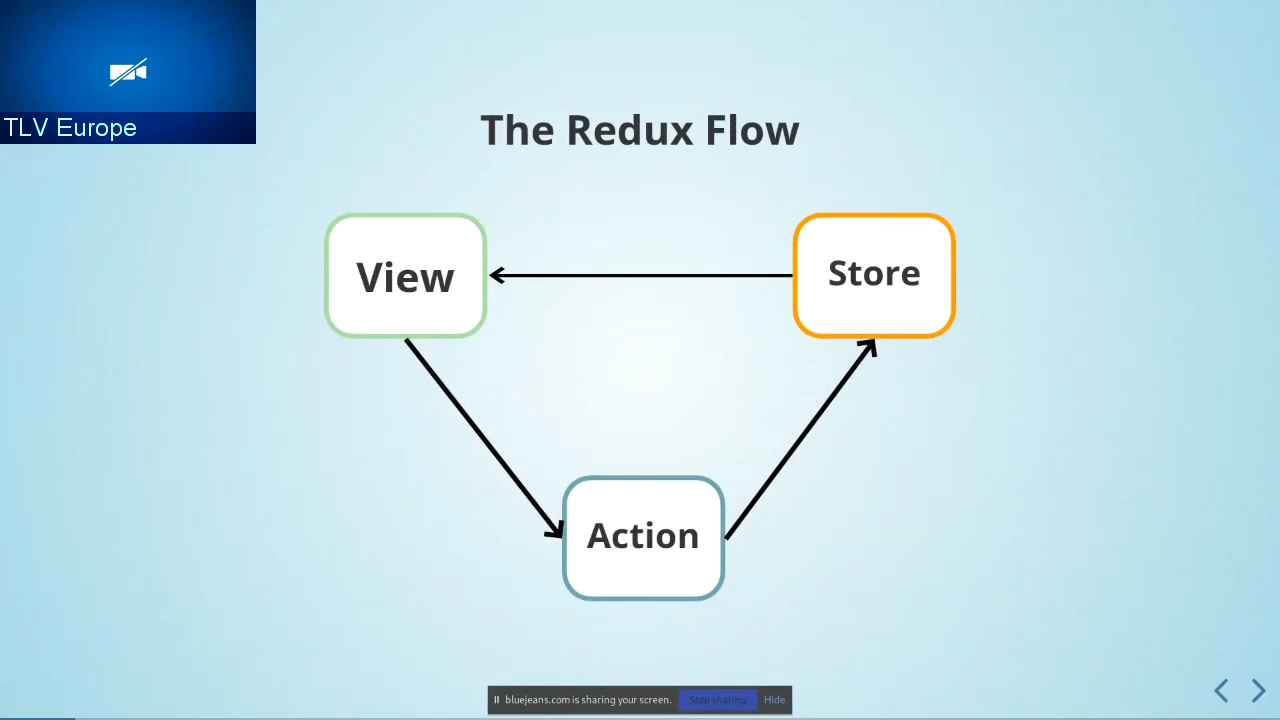 TLV Europe
The Redux Flow
View
Store
Action
bluejeans.com is sharing your screen. Stop sharing Hide